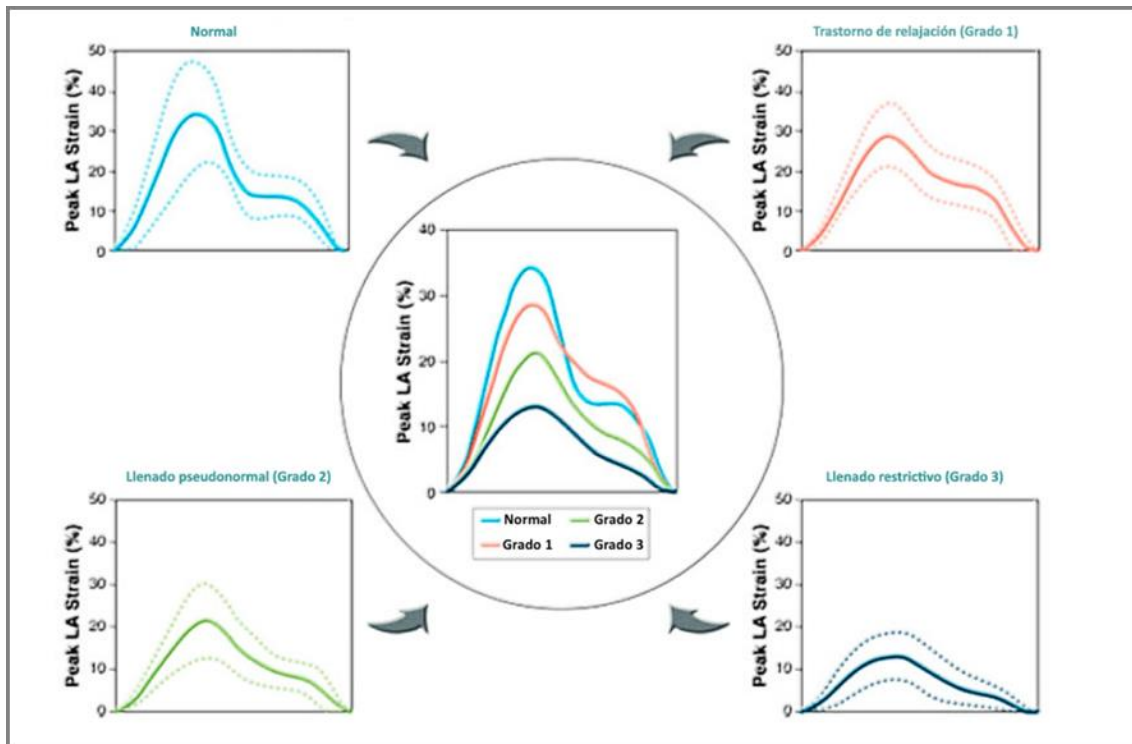 Normal
Peak LA Strain (%)
50
40
30
20
10
0
Trastorno de relajación (Grado 1)
Peak LA Strain (%)
50
40
30
20
10
0
Peak LA Strain (%)
40
30
20
10
0
Normal
Grado 2
Grado 1
Grado 3
Llenado pseudonormal (Grado 2)
Peak LA Strain (%)
50
40
30
20
10
0
Llenado restrictivo (Grado 3)
Peak LA Strain (%)
50
40
30
20
10
0